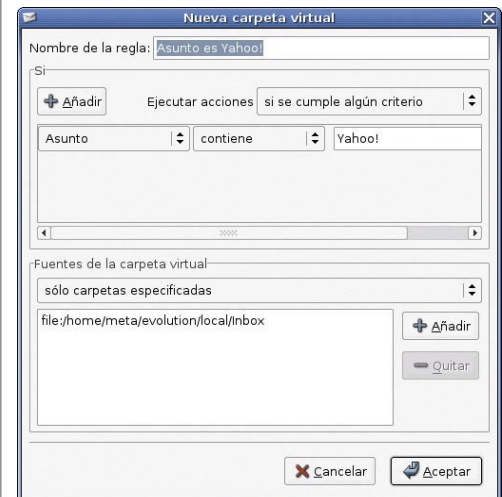 Nueva carpeta virtual
Nombre de la regla: Asunto es Yahoo!
Si
Añadir Ejecutar acciones si se cumple algún criterio
Asunto contiene Yahoo!
Fuentes de la carpeta virtual
sólo carpetas especificadas
file:/home/meta/evolution/local/Inbox
Añadir
Quitar
Cancelar Aceptar